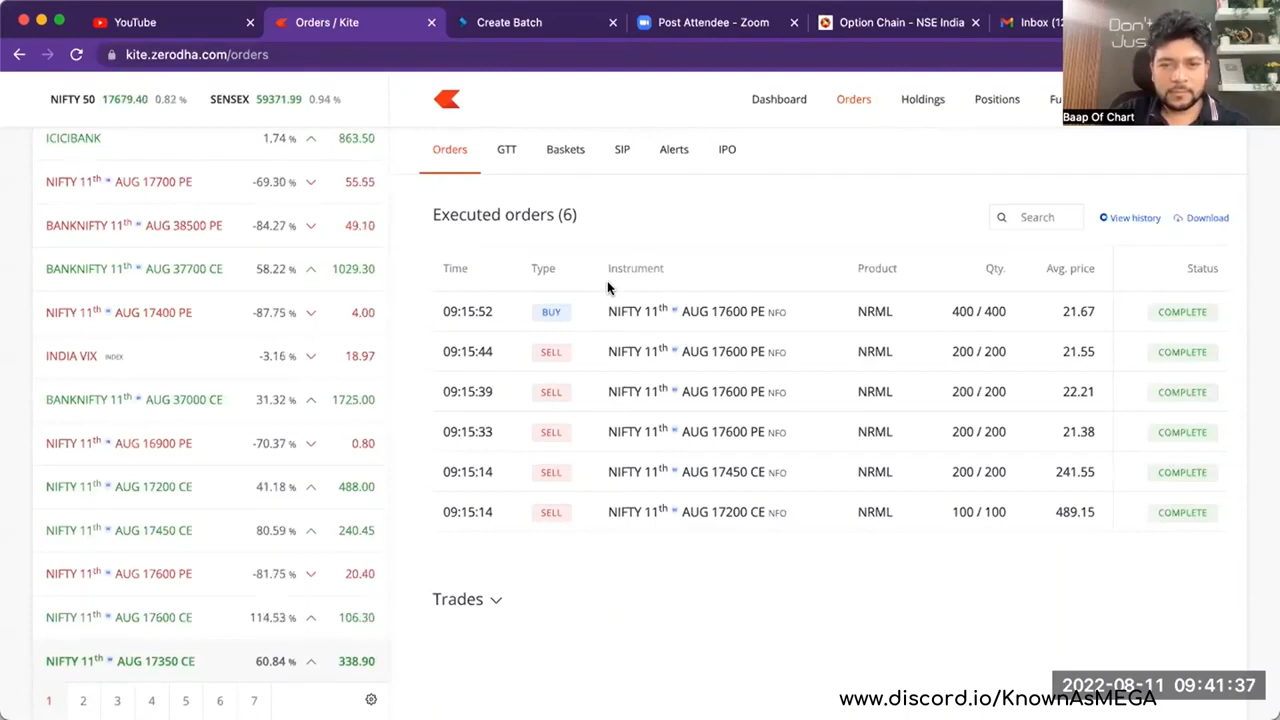 YouTube
Orders / Kite
Create Batch
Post Attendee - Zoom
Option Chain - NSE India
Inbox (12
kite.zerodha.com/orders
Don't
Jus
Baap Of Chart
NIFTY 50 17679.40 0.82 %
SENSEX 59371.99 0.94 %
Dashboard
Orders
Holdings
Positions
Fu
Orders
GTT
Baskets
SIP
Alerts
IPO
ICICIBANK 1.74 % 863.50
NIFTY 11th w AUG 17700 PE -69.30 % 55.55
BANKNIFTY 11th w AUG 38500 PE -84.27 % 49.10
BANKNIFTY 11th w AUG 37700 CE 58.22 % 1029.30
NIFTY 11th w AUG 17400 PE -87.75 % 4.00
INDIA VIX INDEX -3.16 % 18.97
BANKNIFTY 11th w AUG 37000 CE 31.32 % 1725.00
NIFTY 11th w AUG 16900 PE -70.37 % 0.80
NIFTY 11th w AUG 17200 CE 41.18 % 488.00
NIFTY 11th w AUG 17450 CE 80.59 % 240.45
NIFTY 11th w AUG 17600 PE -81.75 % 20.40
NIFTY 11th w AUG 17600 CE 114.53 % 106.30
NIFTY 11th w AUG 17350 CE 60.84 % 338.90
1 2 3 4 5 6 7
Executed orders (6)
Search
View history
Download
Time Type Instrument Product Qty. Avg. price Status
09:15:52 BUY NIFTY 11th w AUG 17600 PE NFO NRML 400 / 400 21.67 COMPLETE
09:15:44 SELL NIFTY 11th w AUG 17600 PE NFO NRML 200 / 200 21.55 COMPLETE
09:15:39 SELL NIFTY 11th w AUG 17600 PE NFO NRML 200 / 200 22.21 COMPLETE
09:15:33 SELL NIFTY 11th w AUG 17600 PE NFO NRML 200 / 200 21.38 COMPLETE
09:15:14 SELL NIFTY 11th w AUG 17450 CE NFO NRML 200 / 200 241.55 COMPLETE
09:15:14 SELL NIFTY 11th w AUG 17200 CE NFO NRML 100 / 100 489.15 COMPLETE
Trades
2022-08-11 09:41:37
www.discord.io/KnownAsMEGA